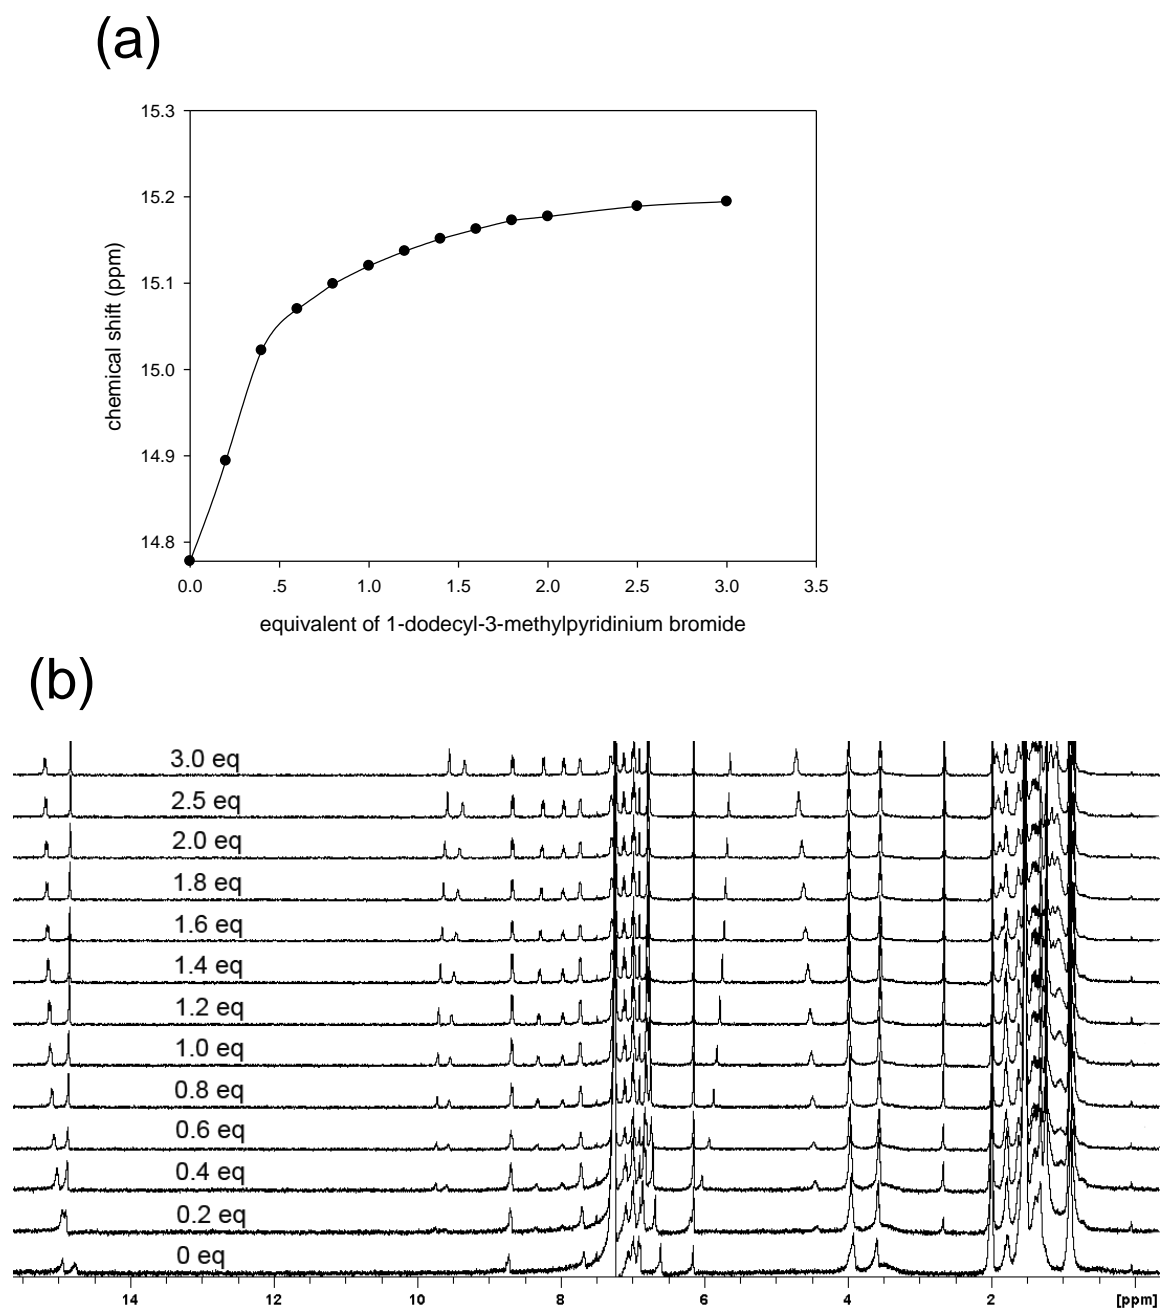 (a)
15.3
15.2
15.1
15.0
14.9
14.8
chemical shift (ppm)
0.0 .5 1.0 1.5 2.0 2.5 3.0 3.5
equivalent of 1-dodecyl-3-methylpyridinium bromide
(b)
3.0 eq
2.5 eq
2.0 eq
1.8 eq
1.6 eq
1.4 eq
1.2 eq
1.0 eq
0.8 eq
0.6 eq
0.4 eq
0.2 eq
0 eq
14 12 10 8 6 4 2 [ppm]